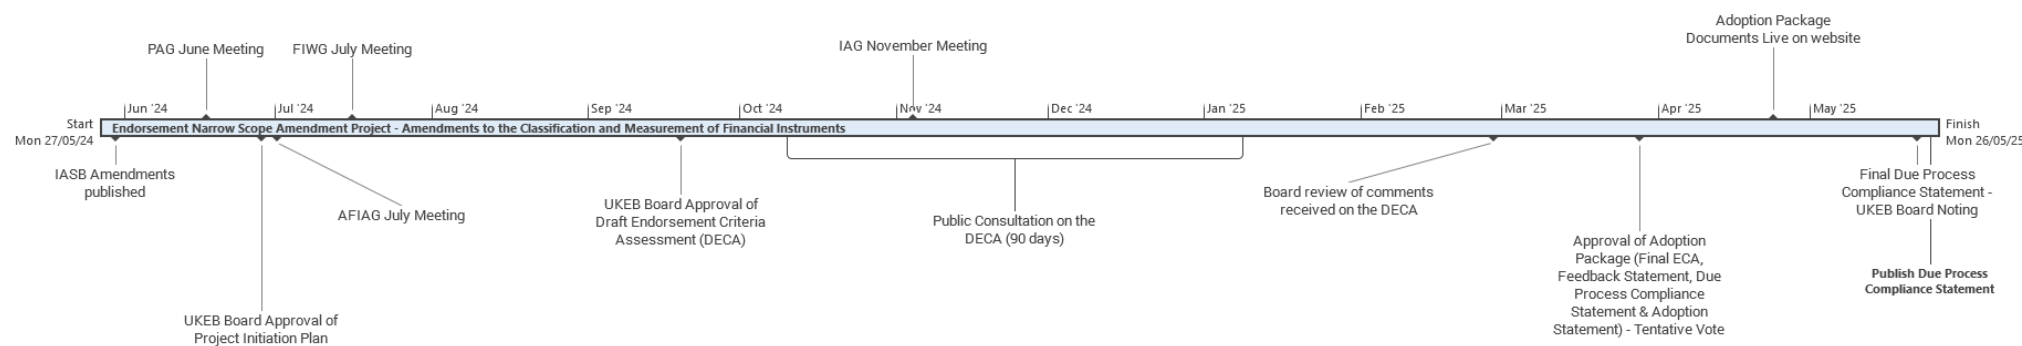 Adoption Package
Documents Live on website
PAG June Meeting
FIWG July Meeting
IAG November Meeting
Jun '24
Jul '24
Aug '24
Sep '24
Oct '24
Nov '24
Dec '24
Jan '25
Feb '25
Mar '25
Apr '25
May '25
Start
Mon 27/05/24
Endorsement Narrow Scope Amendment Project - Amendments to the Classification and Measurement of Financial Instruments
Finish
Mon 26/05/25
IASB Amendments
published
UKEB Board Approval of
Project Initiation Plan
AFIAG July Meeting
UKEB Board Approval of
Draft Endorsement Criteria
Assessment (DECA)
Public Consultation on the
DECA (90 days)
Board review of comments
received on the DECA
Approval of Adoption
Package (Final ECA,
Feedback Statement, Due
Process Compliance
Statement & Adoption
Statement) - Tentative Vote
Final Due Process
Compliance Statement -
UKEB Board Noting
Publish Due Process
Compliance Statement